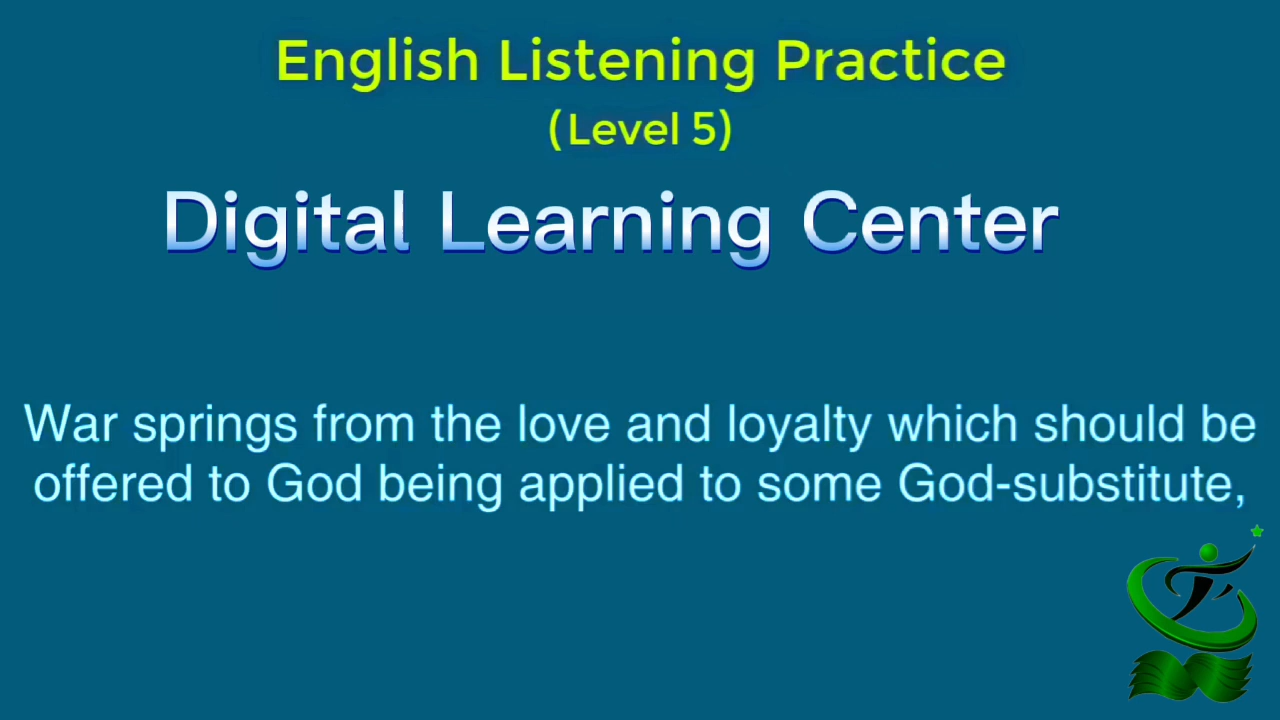 English Listening Practice
(Level 5)
Digital Learning Center
War springs from the love and loyalty which should be
offered to God being applied to some God-substitute,